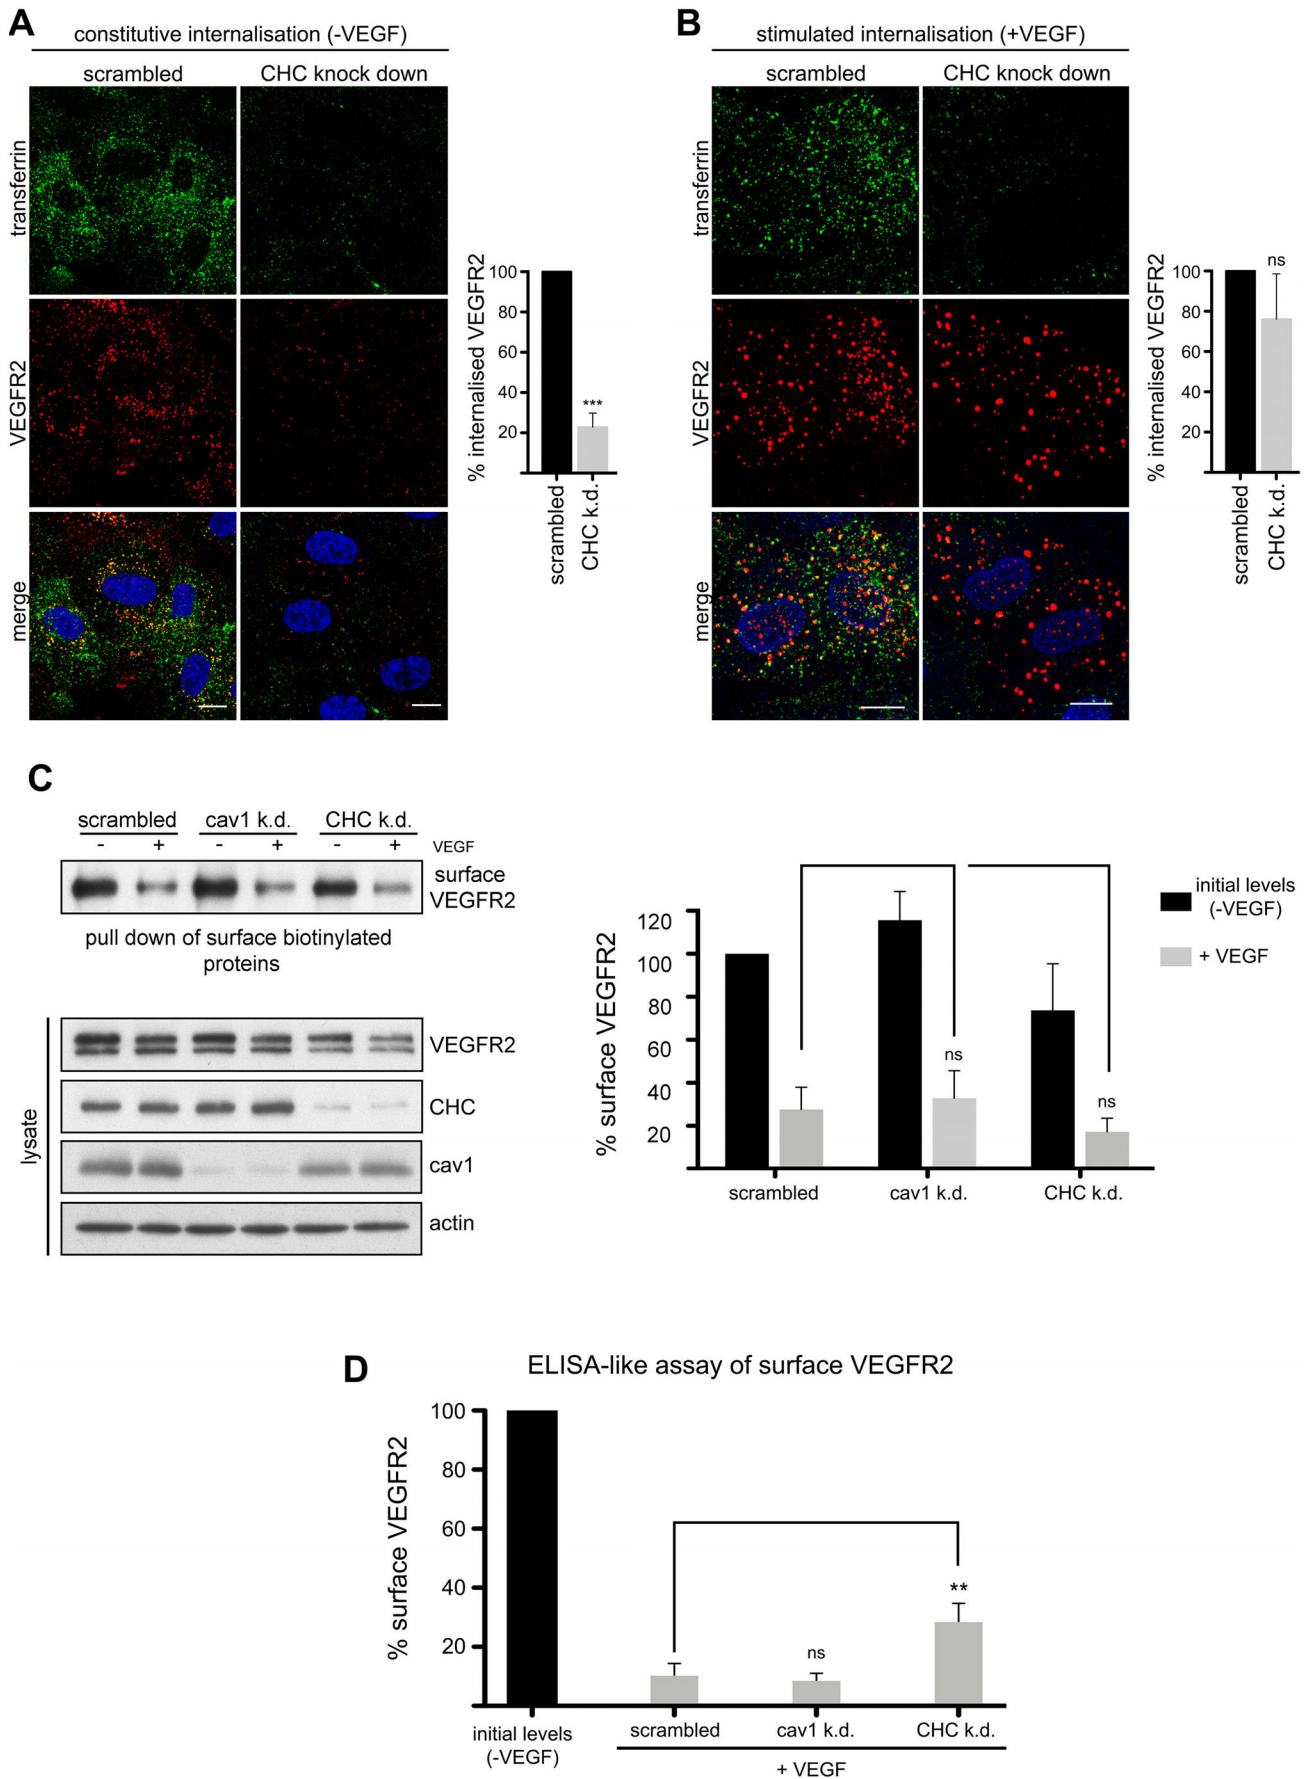 A
constitutive internalisation (-VEGF)
scrambled
CHC knock down
transferrin
VEGFR2
merge
% internalised VEGFR2
100
80
60
40
20
***
scrambled
CHC k.d.
B
stimulated internalisation (+VEGF)
scrambled
CHC knock down
transferrin
VEGFR2
merge
% internalised VEGFR2
100
80
60
40
20
ns
scrambled
CHC k.d.
C
scrambled
cav1 k.d.
CHC k.d.
- + - + - + VEGF
surface
VEGFR2
pull down of surface biotinylated
proteins
lysate
VEGFR2
CHC
cav1
actin
% surface VEGFR2
120
100
80
60
40
20
ns
ns
scrambled
cav1 k.d.
CHC k.d.
initial levels
(-VEGF)
+ VEGF
D
ELISA-like assay of surface VEGFR2
% surface VEGFR2
100
80
60
40
20
ns
**
initial levels
(-VEGF)
scrambled
cav1 k.d.
CHC k.d.
+ VEGF